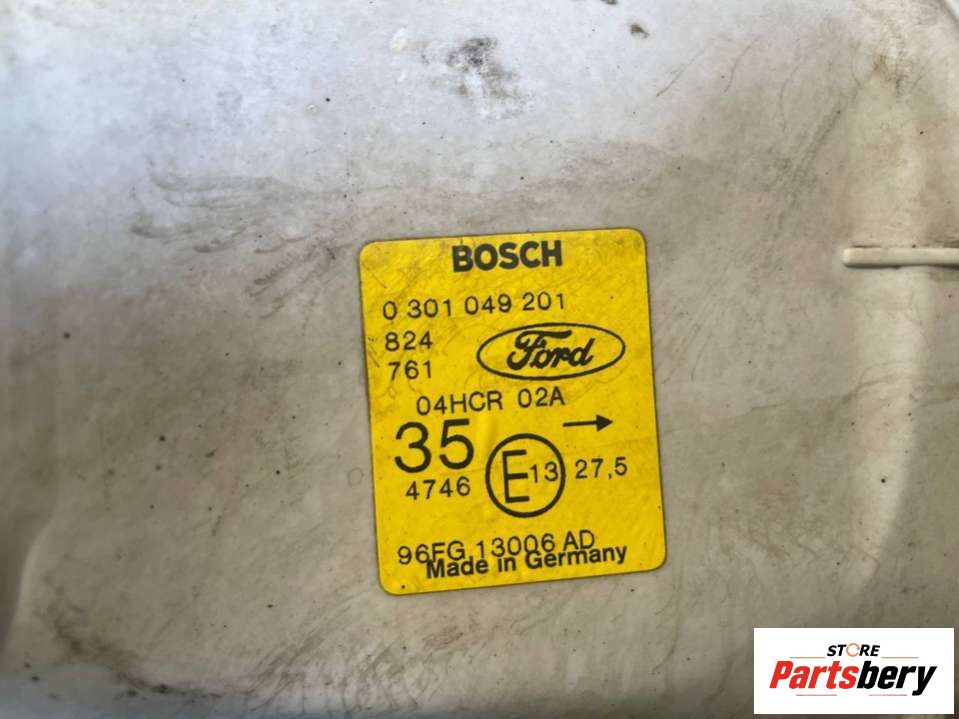 BOSCH
0 301 049 201
824
761
Ford
04HCR 02A
35
4746
E13
27,5
96FG 13006 AD
Made in Germany
STORE
Partsbery